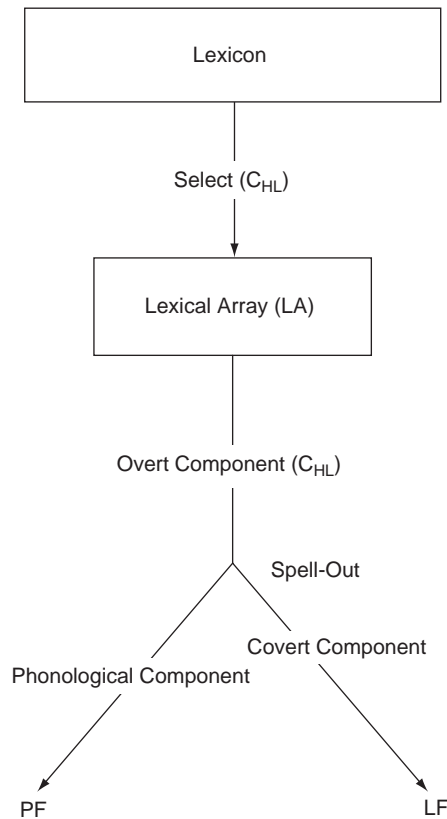 Lexicon
Select (C_HL)
Lexical Array (LA)
Overt Component (C_HL)
Spell-Out
Covert Component
Phonological Component
PF
LF